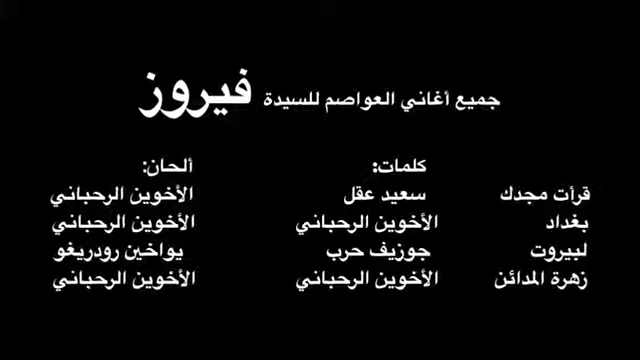 جميع أغاني العواصم للسيدة فيروز
كلمات: ألحان:
قرأت مجدك سعيد عقل الأخوين الرحباني
بغداد الأخوين الرحباني الأخوين الرحباني
لبيروت جوزيف حرب يواخين رودريغو
زهرة المدائن الأخوين الرحباني الأخوين الرحباني